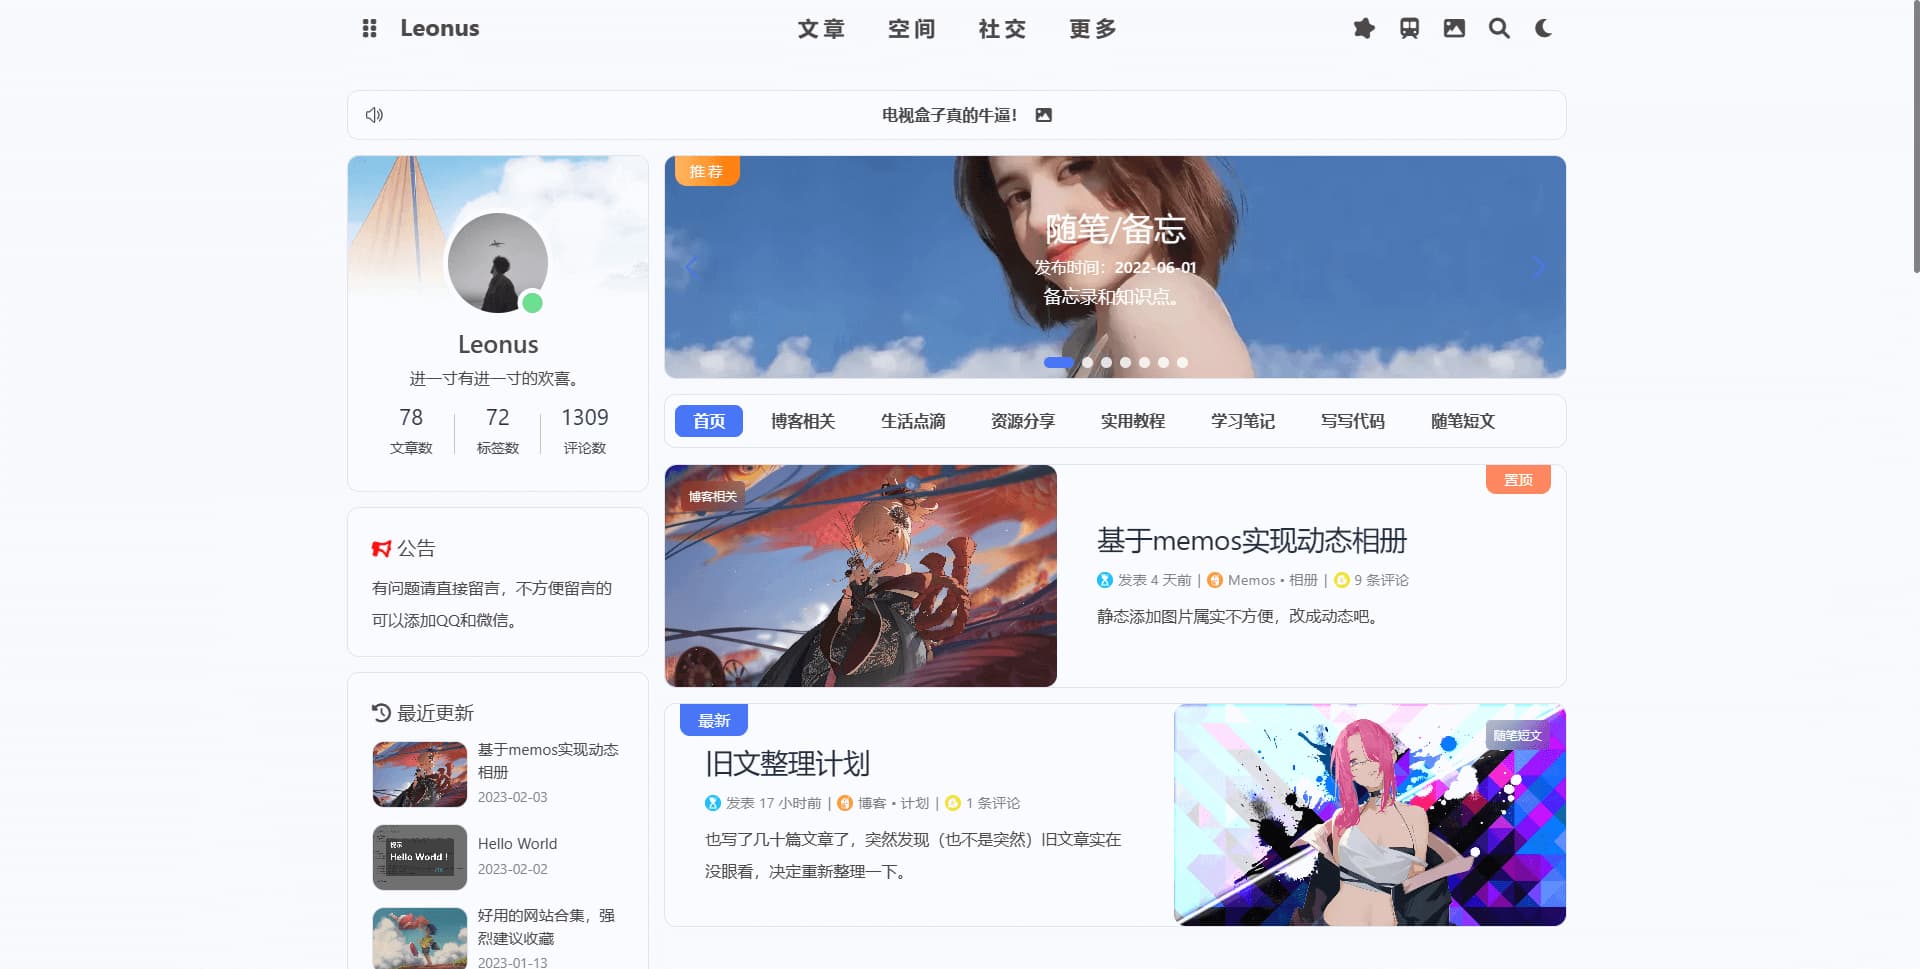 Leonus
文章 空间 社交 更多
电视盒子真的牛逼！
Leonus
进一寸有进一寸的欢喜。
78 72 1309
文章数 标签数 评论数
公告
有问题请直接留言，不方便留言的
可以添加QQ和微信。
最近更新
基于memos实现动态
相册
2023-02-03
提示
Hello World !
Hello World
2023-02-02
好用的网站合集，强
烈建议收藏
2023-01-13
推荐
随笔/备忘
发布时间：2022-06-01
备忘录和知识点。
首页 博客相关 生活点滴 资源分享 实用教程 学习笔记 写写代码 随笔短文
博客相关
置顶
基于memos实现动态相册
发表 4 天前 | Memos • 相册 | 9 条评论
静态添加图片属实不方便，改成动态吧。
最新
旧文整理计划
发表 17 小时前 | 博客 • 计划 | 1 条评论
也写了几十篇文章了，突然发现（也不是突然）旧文章实在
没眼看，决定重新整理一下。
随笔短文